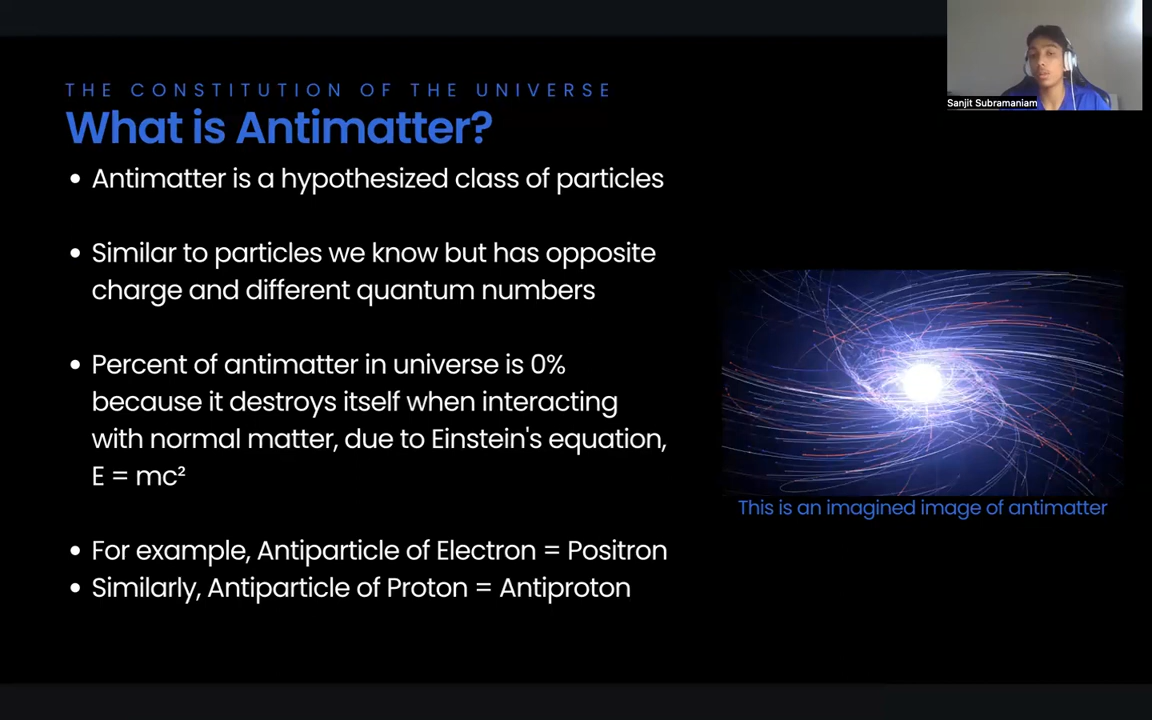 THE CONSTITUTION OF THE UNIVERSE
What is Antimatter?
• Antimatter is a hypothesized class of particles
• Similar to particles we know but has opposite
charge and different quantum numbers
• Percent of antimatter in universe is 0%
because it destroys itself when interacting
with normal matter, due to Einstein's equation,
E = mc²
• For example, Antiparticle of Electron = Positron
• Similarly, Antiparticle of Proton = Antiproton
This is an imagined image of antimatter
Sanjit Subramaniam